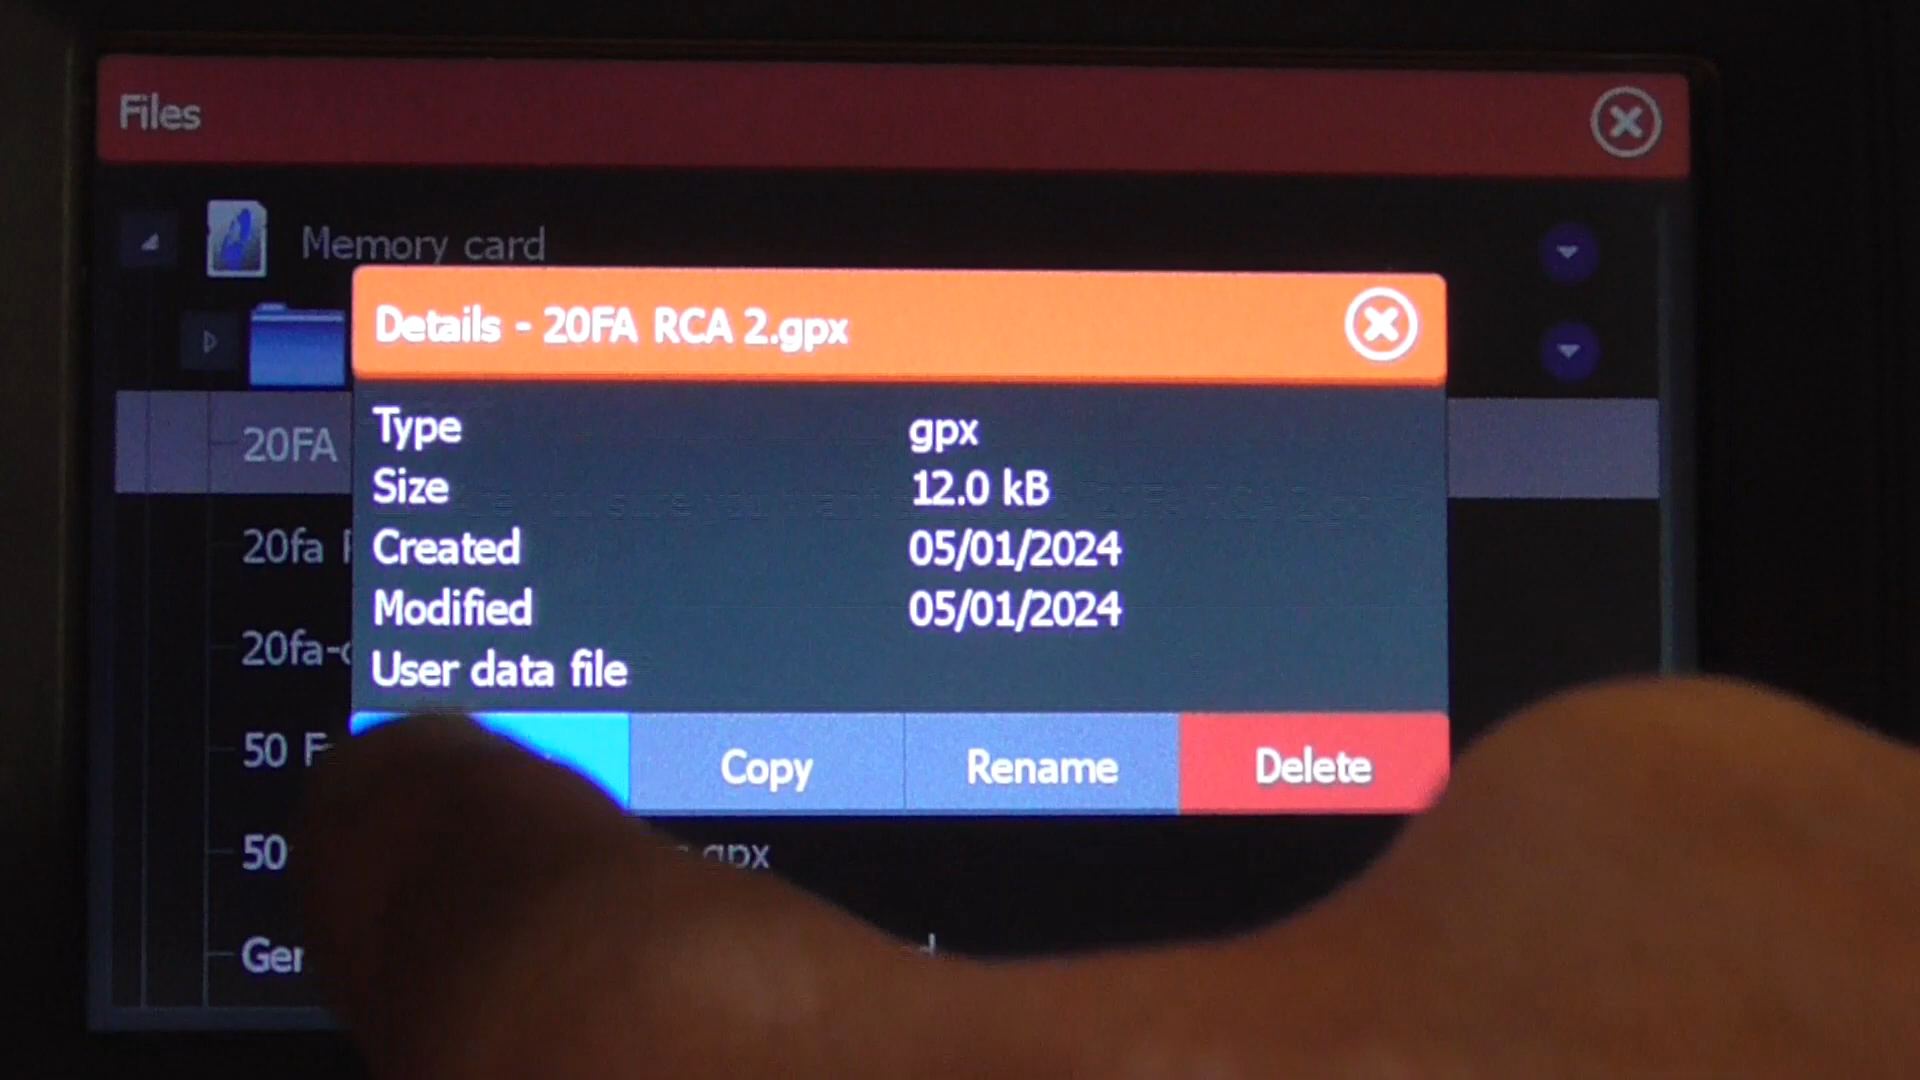 Files
Memory card
Details - 20FA RCA 2.gpx
Type gpx
20FA
Size 12.0 kB
Created 05/01/2024
20fa
Modified 05/01/2024
20fa-
User data file
50
Copy Rename Delete
50 gpx
Ger